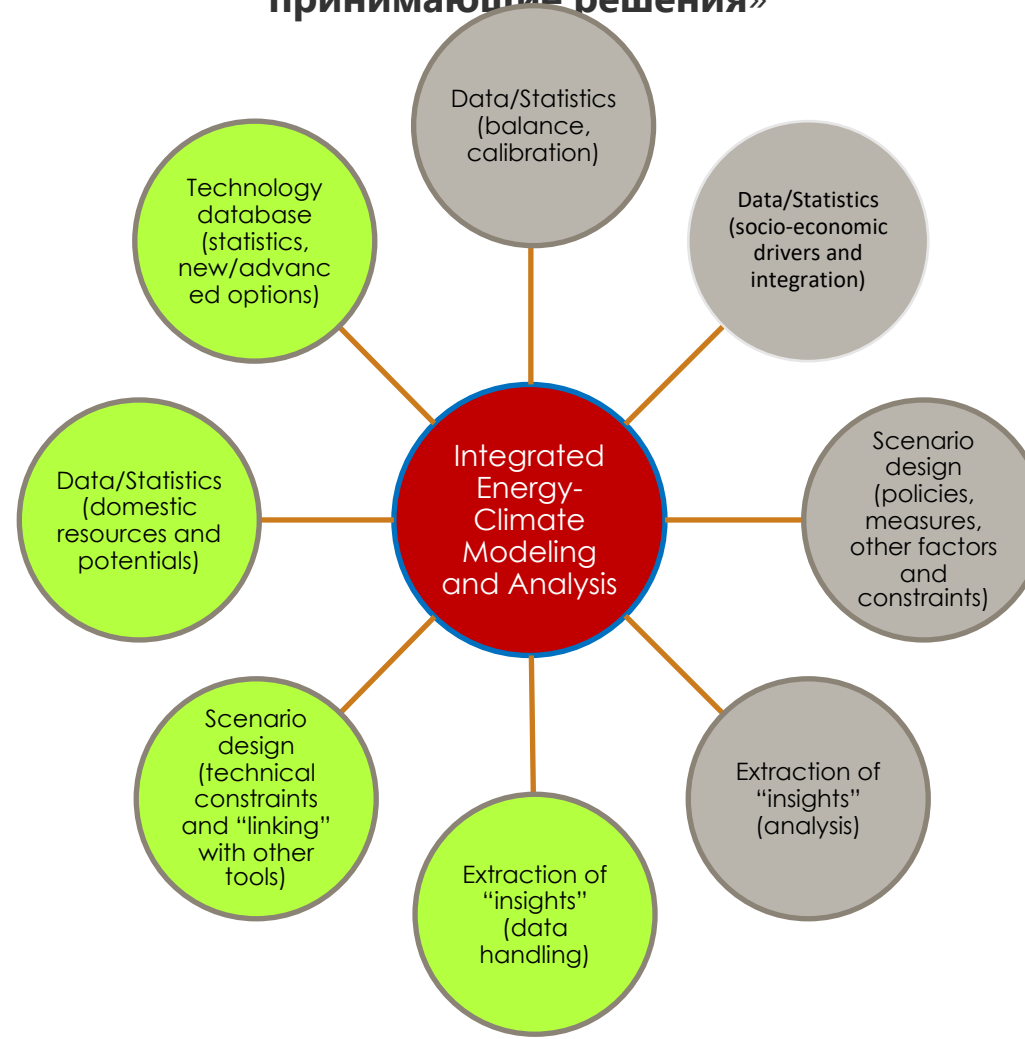 принимающие решения»
Data/Statistics
(balance,
calibration)
Technology
database
(statistics,
new/advanc
ed options)
Data/Statistics
(socio-economic
drivers and
integration)
Data/Statistics
(domestic
resources and
potentials)
Integrated
Energy-
Climate
Modeling
and Analysis
Scenario
design
(policies,
measures,
other factors
and
constraints)
Scenario
design
(technical
constraints
and “linking”
with other
tools)
Extraction of
“insights”
(data
handling)
Extraction of
“insights”
(analysis)